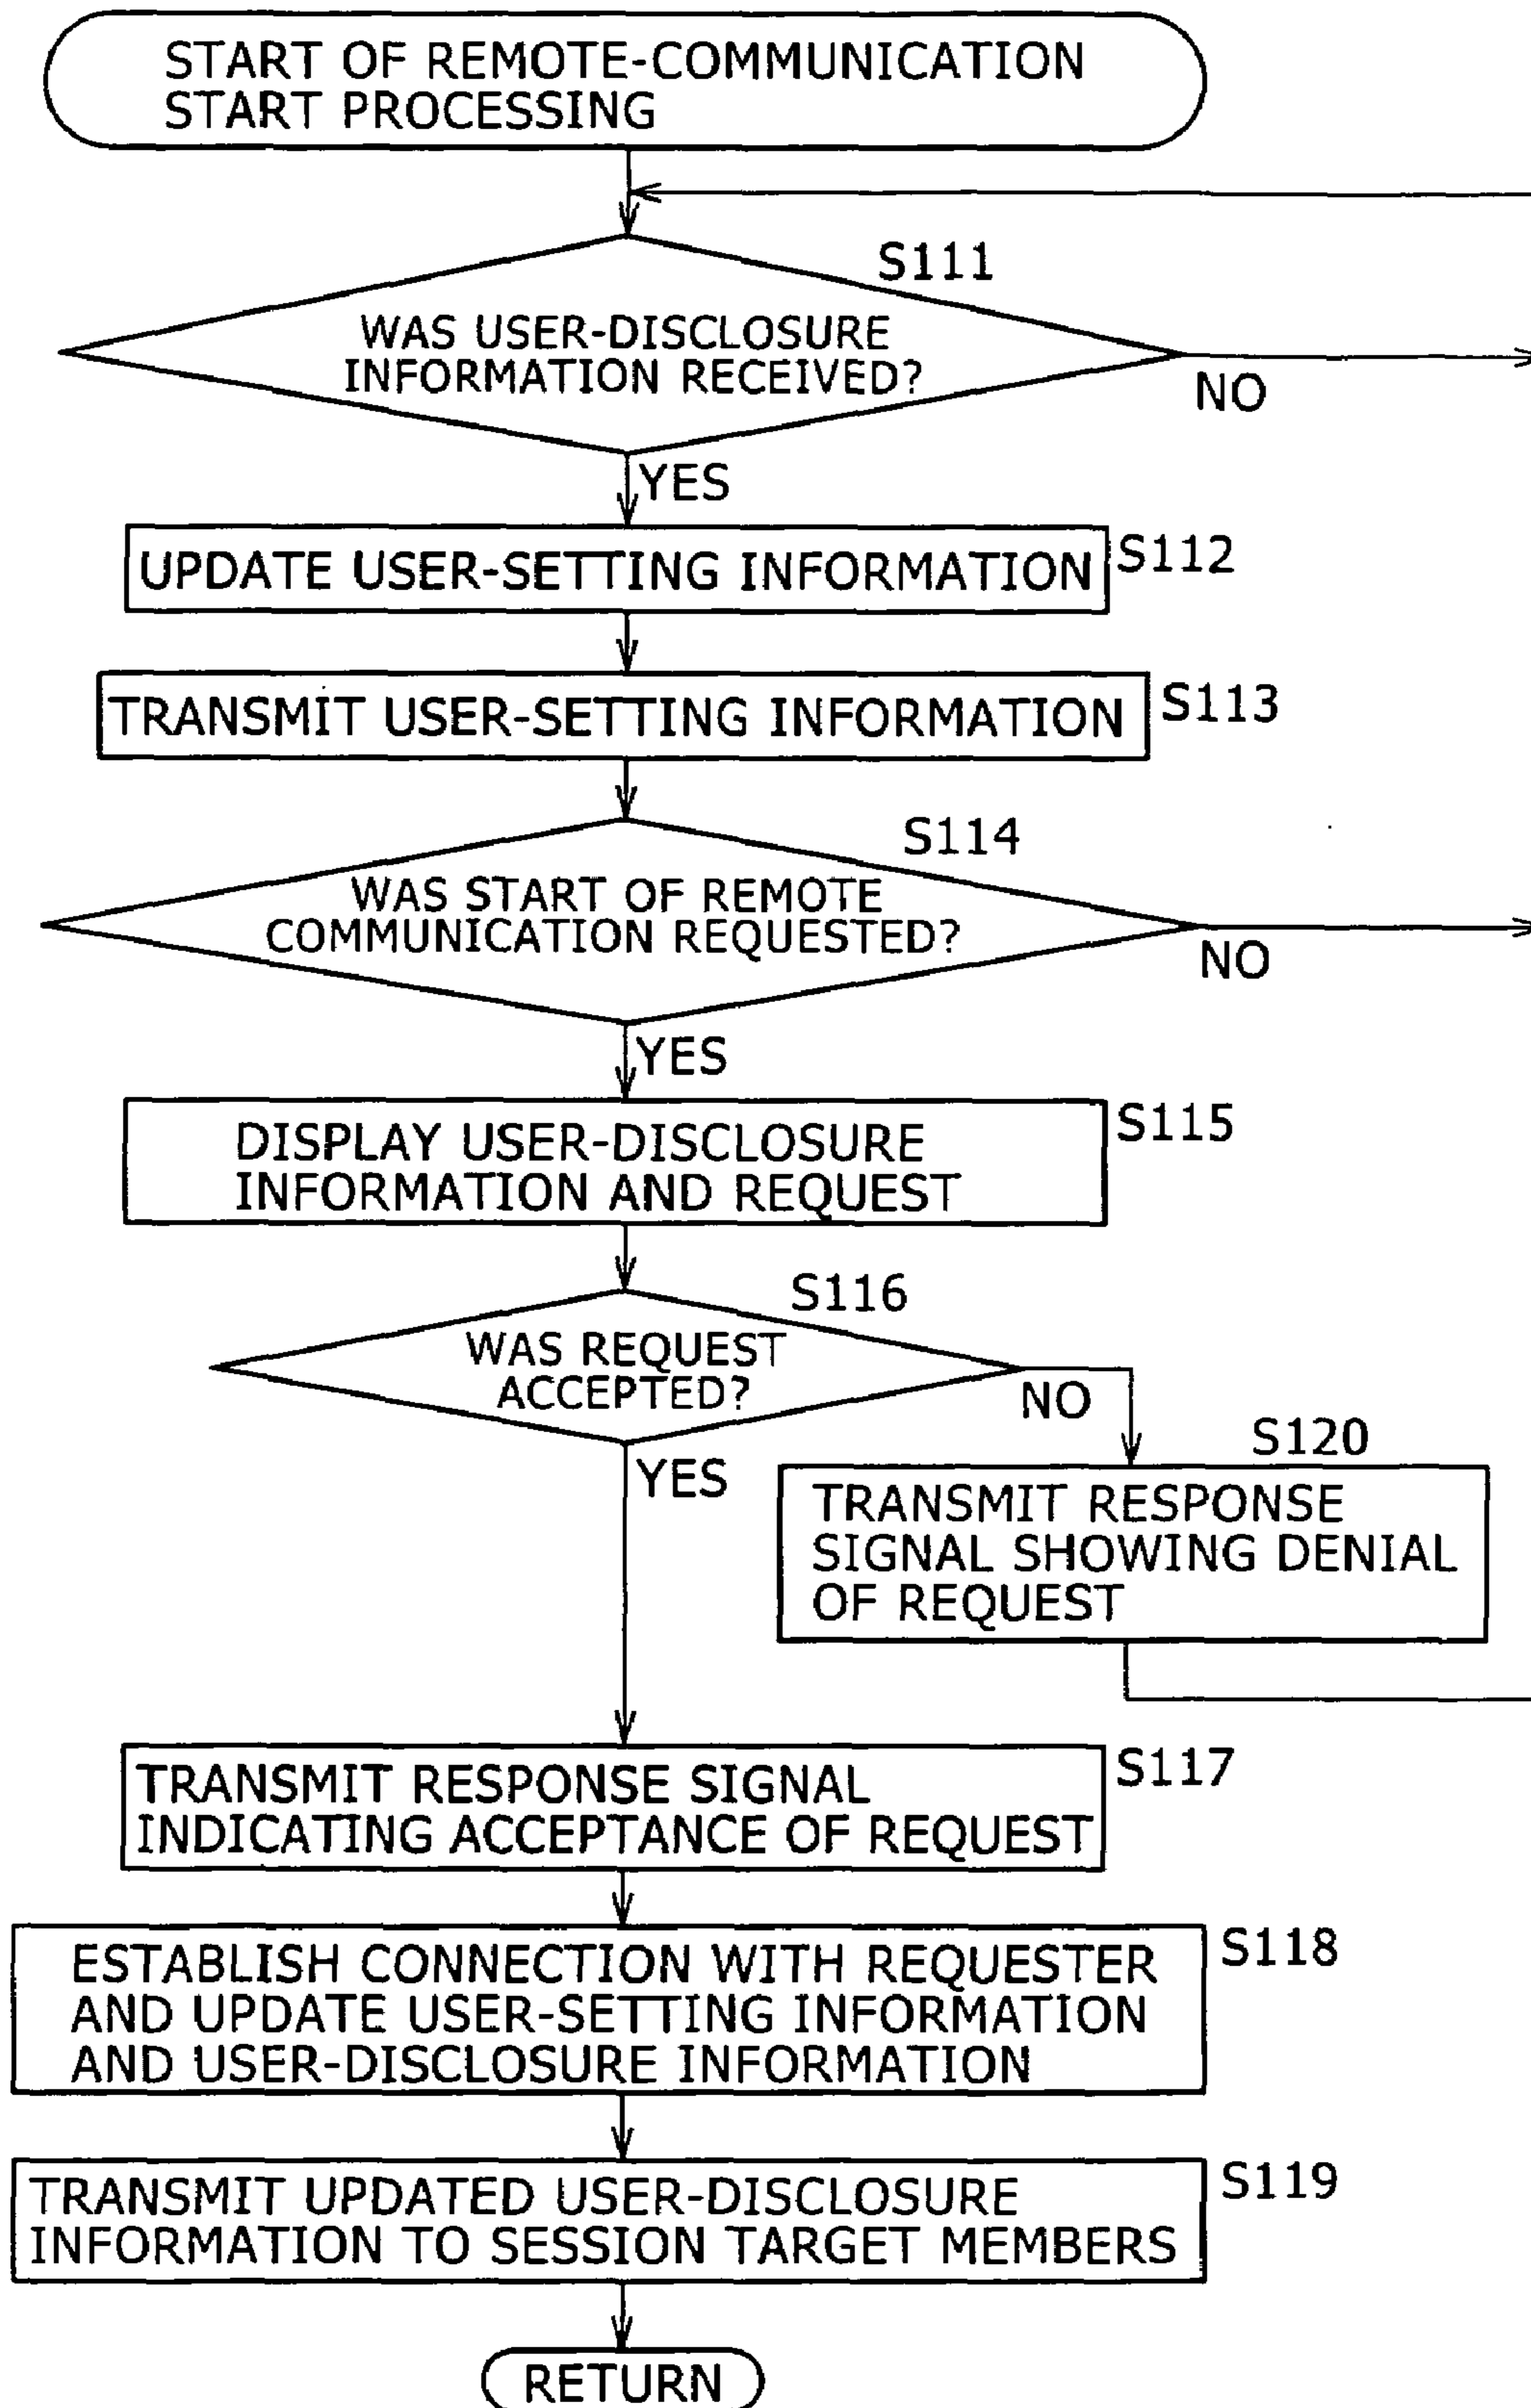 START OF REMOTE-COMMUNICATION
START PROCESSING
S111
WAS USER-DISCLOSURE
INFORMATION RECEIVED?
NO
YES
UPDATE USER-SETTING INFORMATION
S112
TRANSMIT USER-SETTING INFORMATION
S113
S114
WAS START OF REMOTE
COMMUNICATION REQUESTED?
NO
YES
DISPLAY USER-DISCLOSURE
INFORMATION AND REQUEST
S115
S116
WAS REQUEST
ACCEPTED?
NO
YES
S120
TRANSMIT RESPONSE
SIGNAL SHOWING DENIAL
OF REQUEST
TRANSMIT RESPONSE SIGNAL
INDICATING ACCEPTANCE OF REQUEST
S117
ESTABLISH CONNECTION WITH REQUESTER
AND UPDATE USER-SETTING INFORMATION
AND USER-DISCLOSURE INFORMATION
S118
TRANSMIT UPDATED USER-DISCLOSURE
INFORMATION TO SESSION TARGET MEMBERS
S119
RETURN